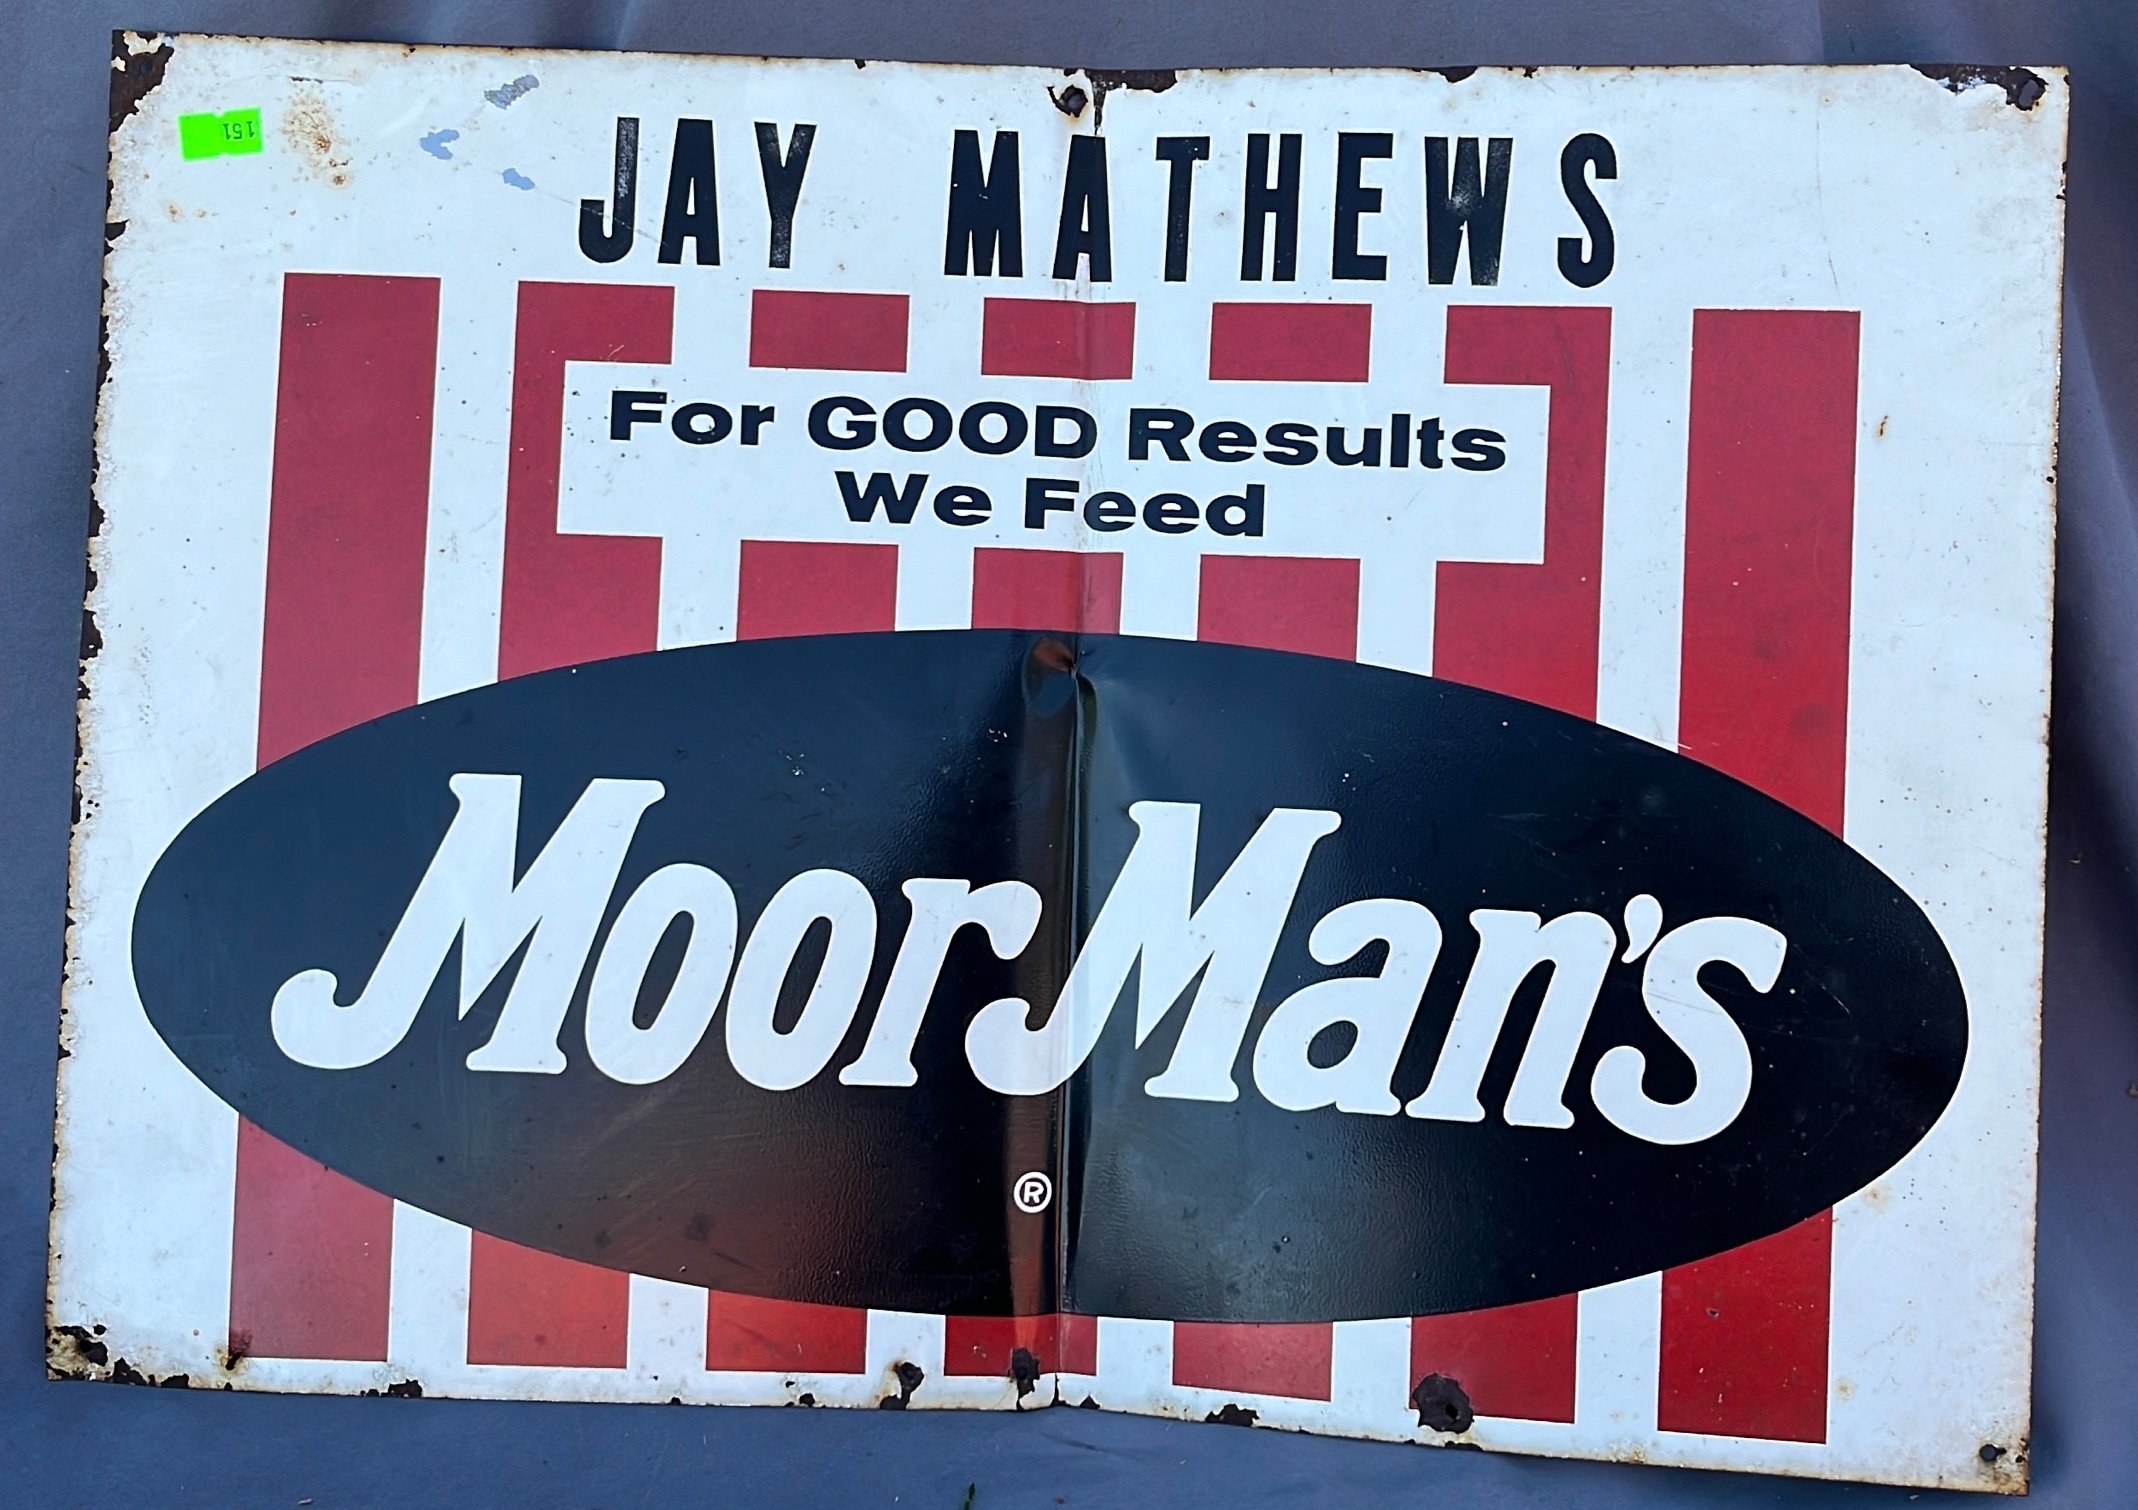 151
JAY MATHEWS
For GOOD Results
We Feed
MoorMan's
®